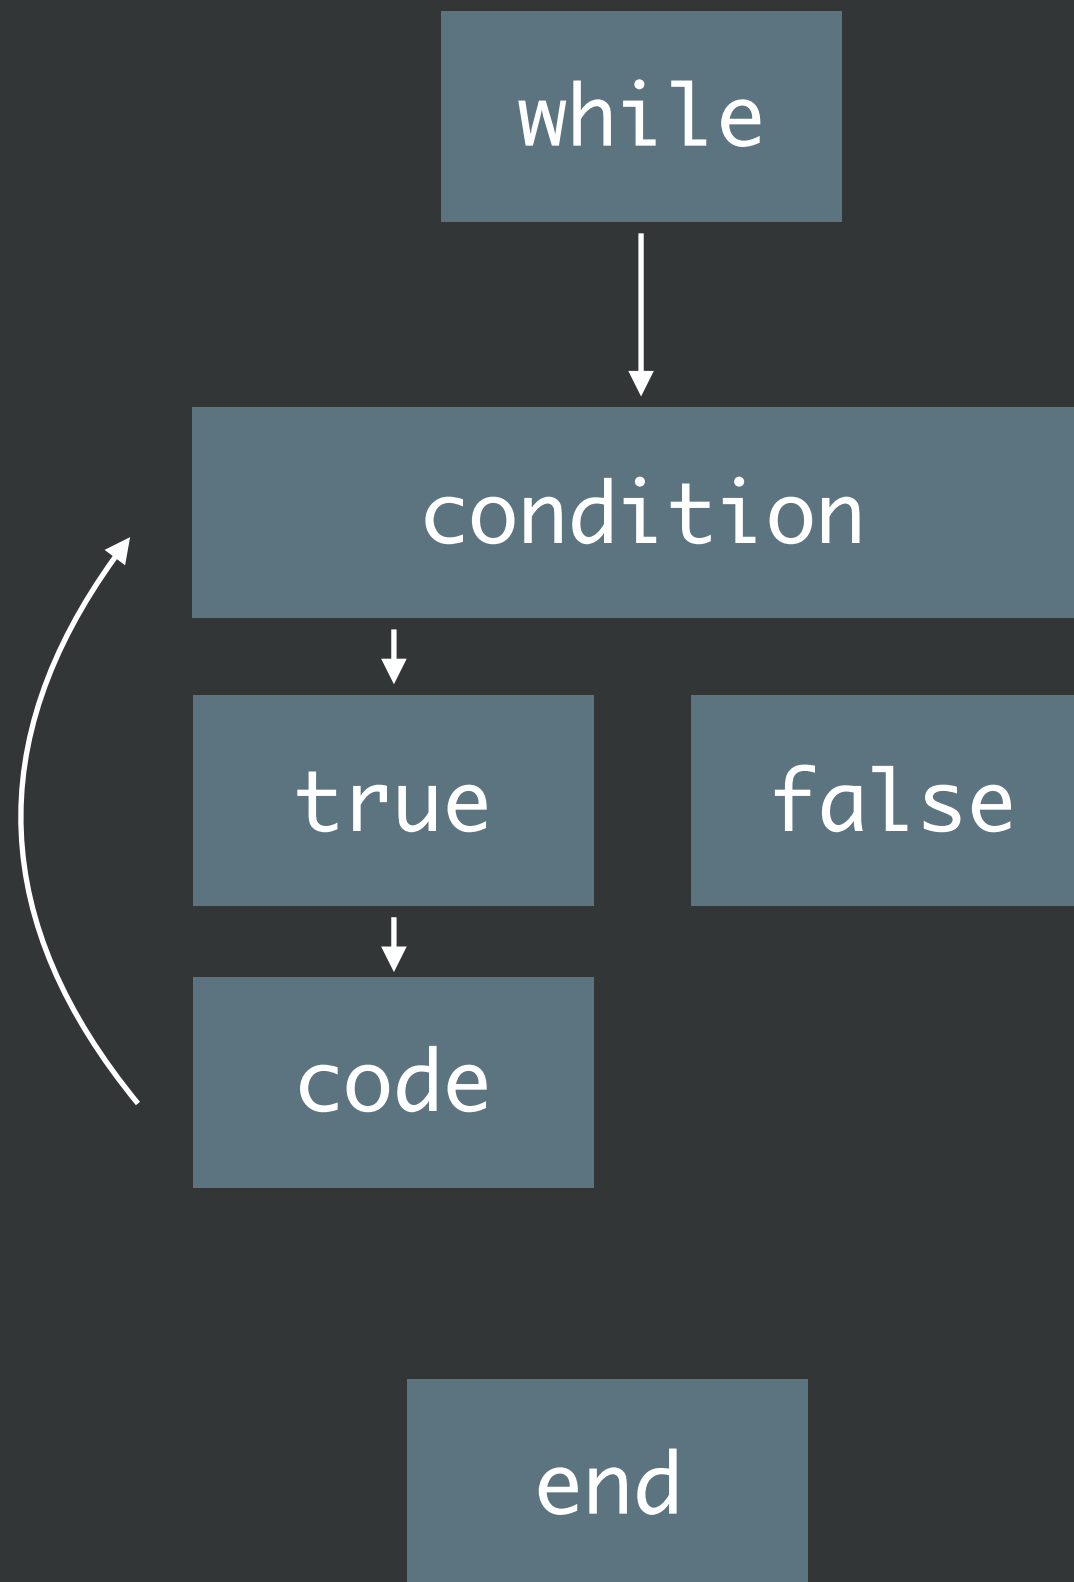 while
condition
true
false
code
end